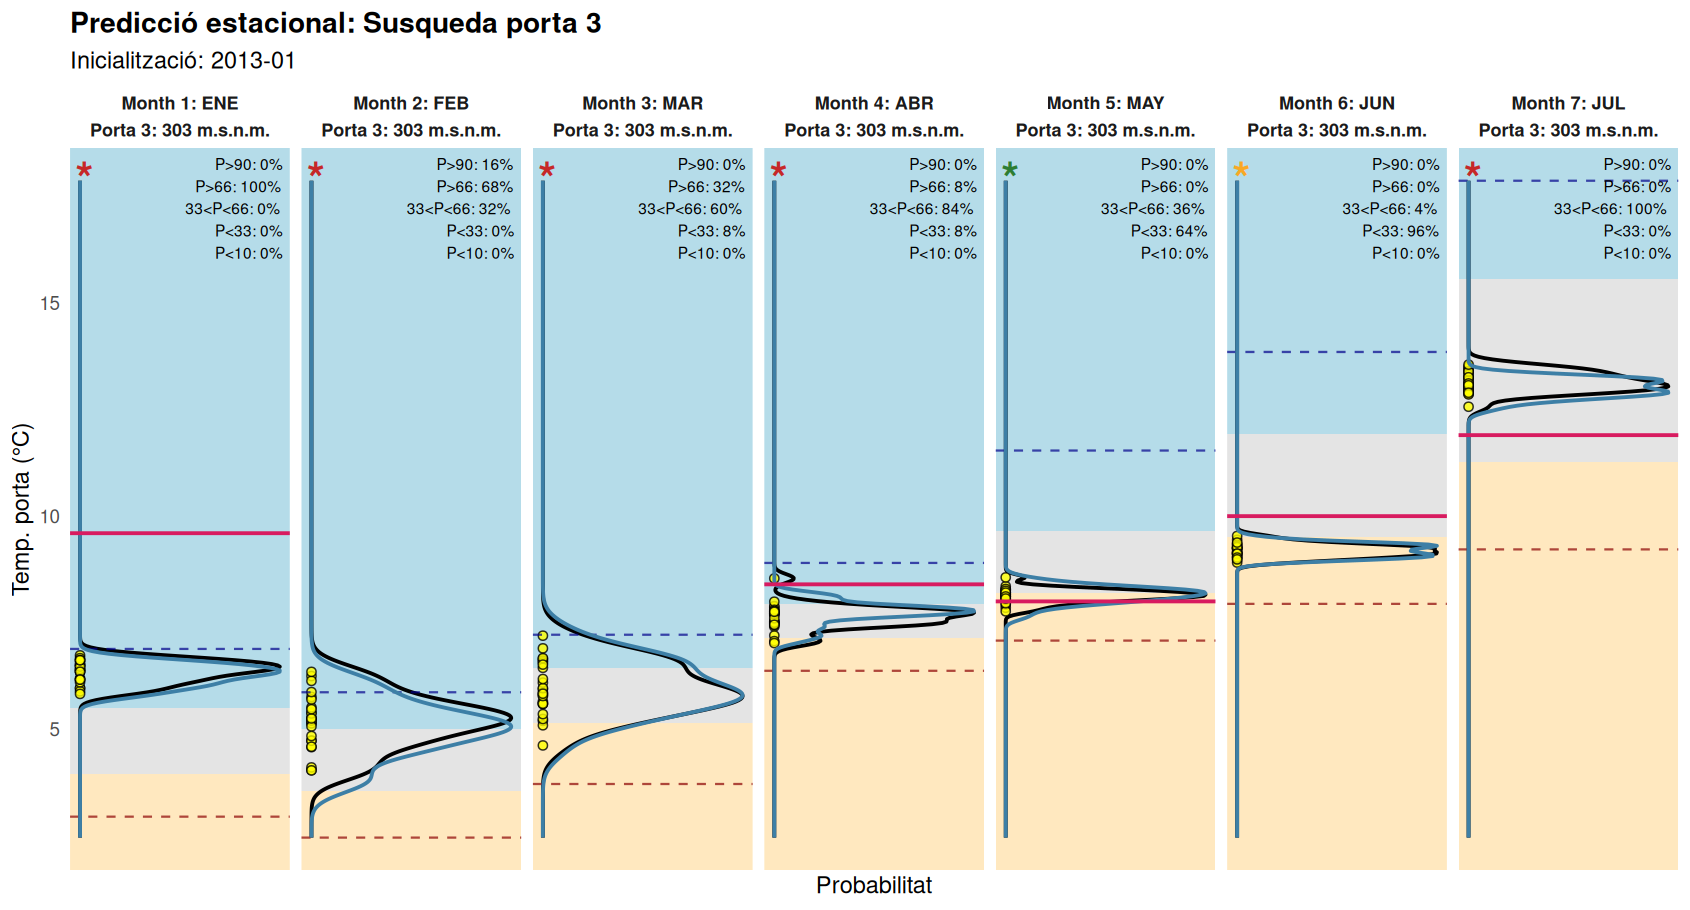 Predicció estacional: Susqueda porta 3
Inicialització: 2013-01
Month 1: ENE
Porta 3: 303 m.s.n.m.
Month 2: FEB
Porta 3: 303 m.s.n.m.
Month 3: MAR
Porta 3: 303 m.s.n.m.
Month 4: ABR
Porta 3: 303 m.s.n.m.
Month 5: MAY
Porta 3: 303 m.s.n.m.
Month 6: JUN
Porta 3: 303 m.s.n.m.
Month 7: JUL
Porta 3: 303 m.s.n.m.
*
P>90: 0%
P>66: 100%
33<P<66: 0%
P<33: 0%
P<10: 0%
*
P>90: 16%
P>66: 68%
33<P<66: 32%
P<33: 0%
P<10: 0%
*
P>90: 0%
P>66: 32%
33<P<66: 60%
P<33: 8%
P<10: 0%
*
P>90: 0%
P>66: 8%
33<P<66: 84%
P<33: 8%
P<10: 0%
*
P>90: 0%
P>66: 0%
33<P<66: 36%
P<33: 64%
P<10: 0%
*
P>90: 0%
P>66: 0%
33<P<66: 4%
P<33: 96%
P<10: 0%
*
P>90: 0%
P>66: 0%
33<P<66: 100%
P<33: 0%
P<10: 0%
Temp. porta (°C)
15
10
5
Probabilitat